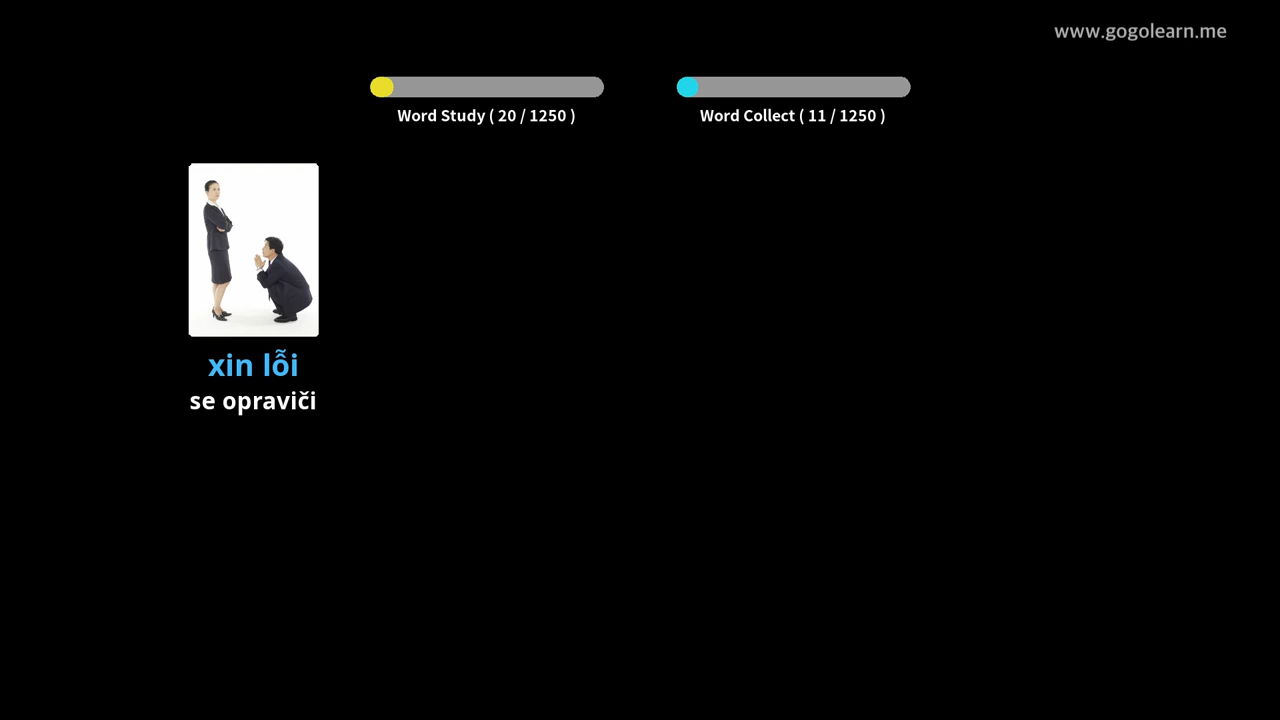 www.gogolearn.me
Word Study ( 20 / 1250 )
Word Collect ( 11 / 1250 )
xin lỗi
se opraviči